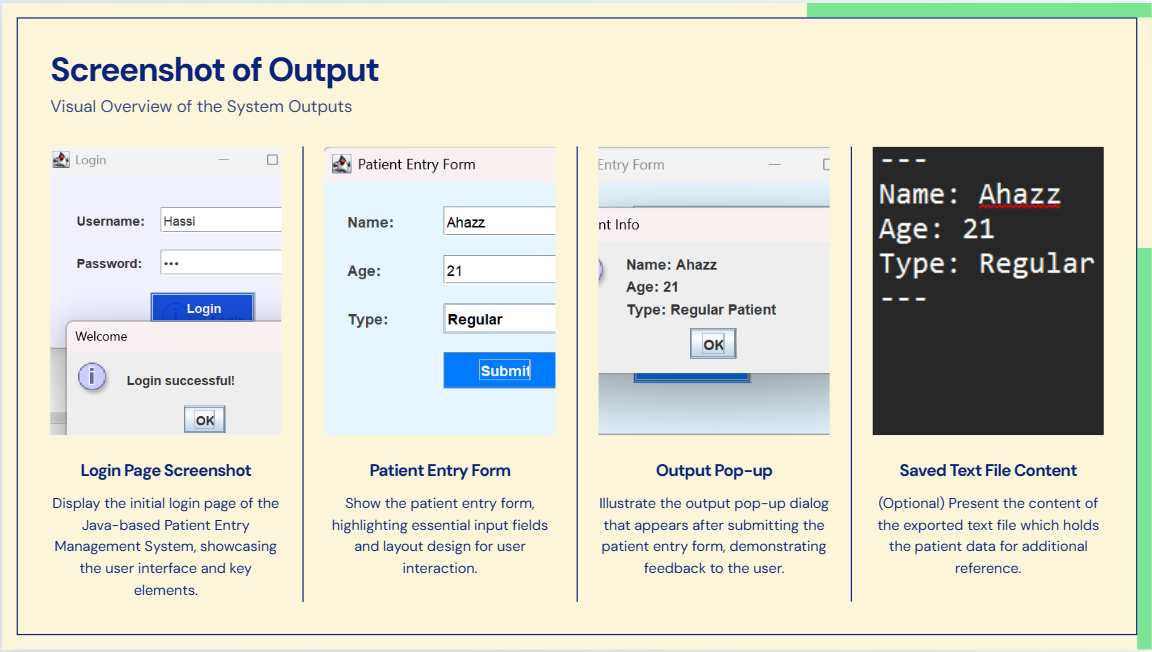 Screenshot of Output
Visual Overview of the System Outputs
Login
Username: Hassi
Password: •••
Login
Welcome
Login successful!
OK
Login Page Screenshot
Display the initial login page of the
Java-based Patient Entry
Management System, showcasing
the user interface and key
elements.
Patient Entry Form
Name: Ahazz
Age: 21
Type: Regular
Submit
Patient Entry Form
Show the patient entry form,
highlighting essential input fields
and layout design for user
interaction.
Entry Form
nt Info
Name: Ahazz
Age: 21
Type: Regular Patient
OK
Output Pop-up
Illustrate the output pop-up dialog
that appears after submitting the
patient entry form, demonstrating
feedback to the user.
---
Name: Ahazz
Age: 21
Type: Regular
---
Saved Text File Content
(Optional) Present the content of
the exported text file which holds
the patient data for additional
reference.